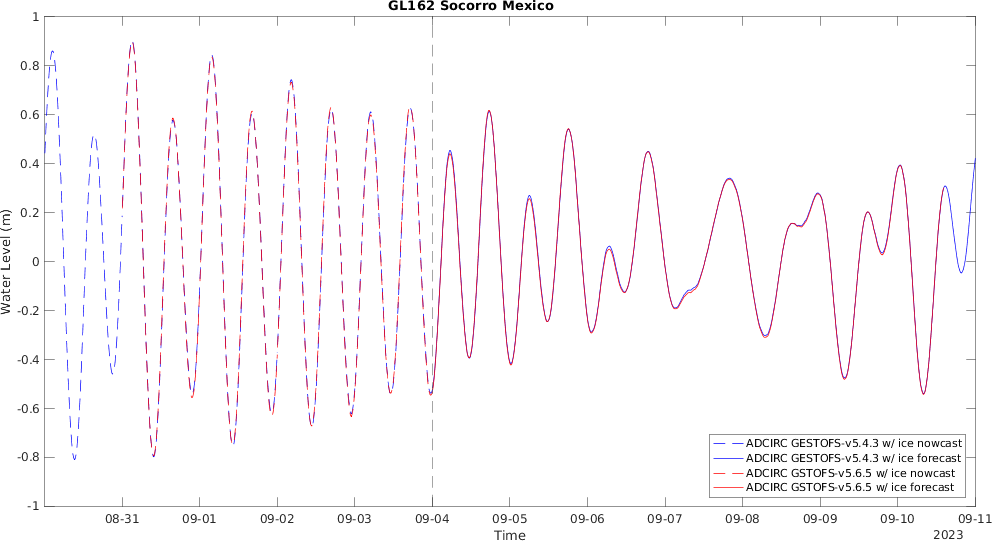 GL162 Socorro Mexico
1
0.8
0.6
0.4
0.2
0
-0.2
-0.4
-0.6
-0.8
-1
Water Level (m)
08-31 09-01 09-02 09-03 09-04 09-05 09-06 09-07 09-08 09-09 09-10 09-11
Time
2023
ADCIRC GESTOFS-v5.4.3 w/ ice nowcast
ADCIRC GESTOFS-v5.4.3 w/ ice forecast
ADCIRC GSTOFS-v5.6.5 w/ ice nowcast
ADCIRC GSTOFS-v5.6.5 w/ ice forecast